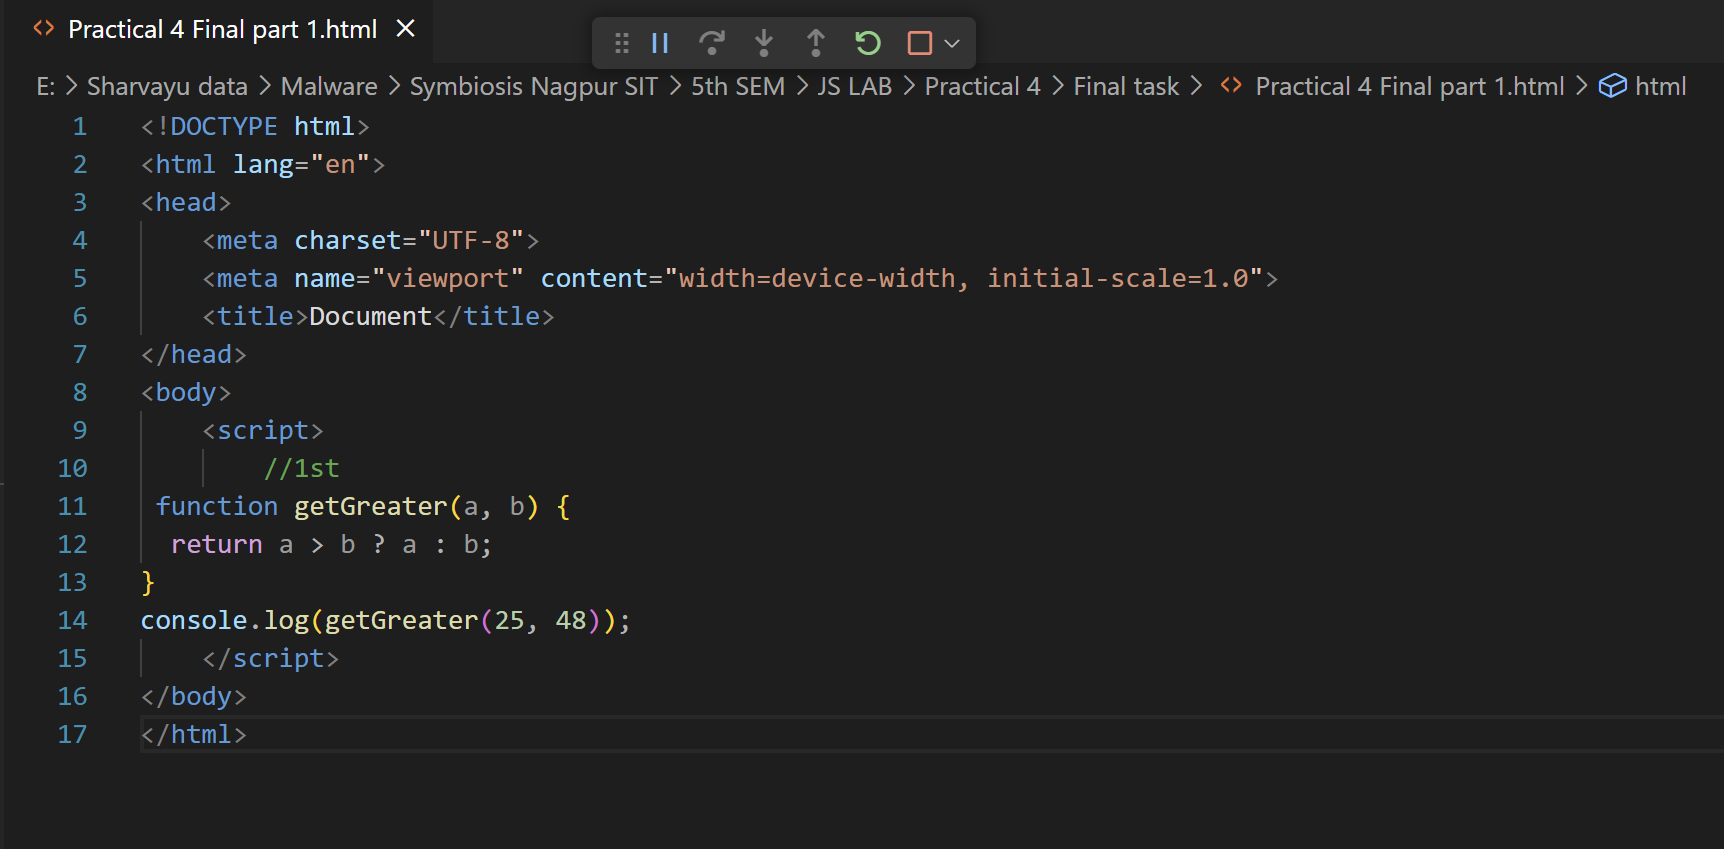 Practical 4 Final part 1.html
E: > Sharvayu data > Malware > Symbiosis Nagpur SIT > 5th SEM > JS LAB > Practical 4 > Final task > <> Practical 4 Final part 1.html > html
1 <!DOCTYPE html>
2 <html lang="en">
3 <head>
4     <meta charset="UTF-8">
5     <meta name="viewport" content="width=device-width, initial-scale=1.0">
6     <title>Document</title>
7 </head>
8 <body>
9     <script>
10         //1st
11  function getGreater(a, b) {
12   return a > b ? a : b;
13 }
14 console.log(getGreater(25, 48));
15     </script>
16 </body>
17 </html>